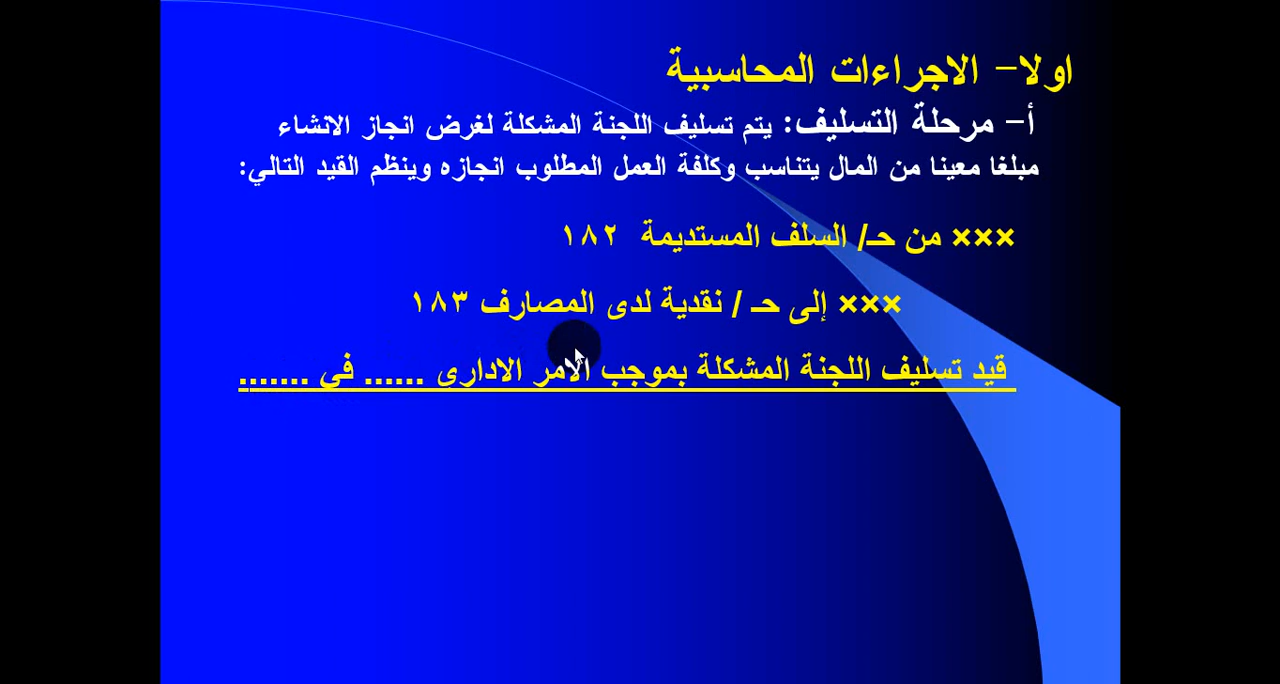 اولا- الاجراءات المحاسبية
أ- مرحلة التسليف: يتم تسليف اللجنة المشكلة لغرض انجاز الانشاء
مبلغا معينا من المال يتناسب وكلفة العمل المطلوب انجازه وينظم القيد التالي:
××× من حـ/ السلف المستديمة ١٨٢
××× إلى حـ / نقدية لدى المصارف ١٨٣
قيد تسليف اللجنة المشكلة بموجب الامر الاداري ...... في .......